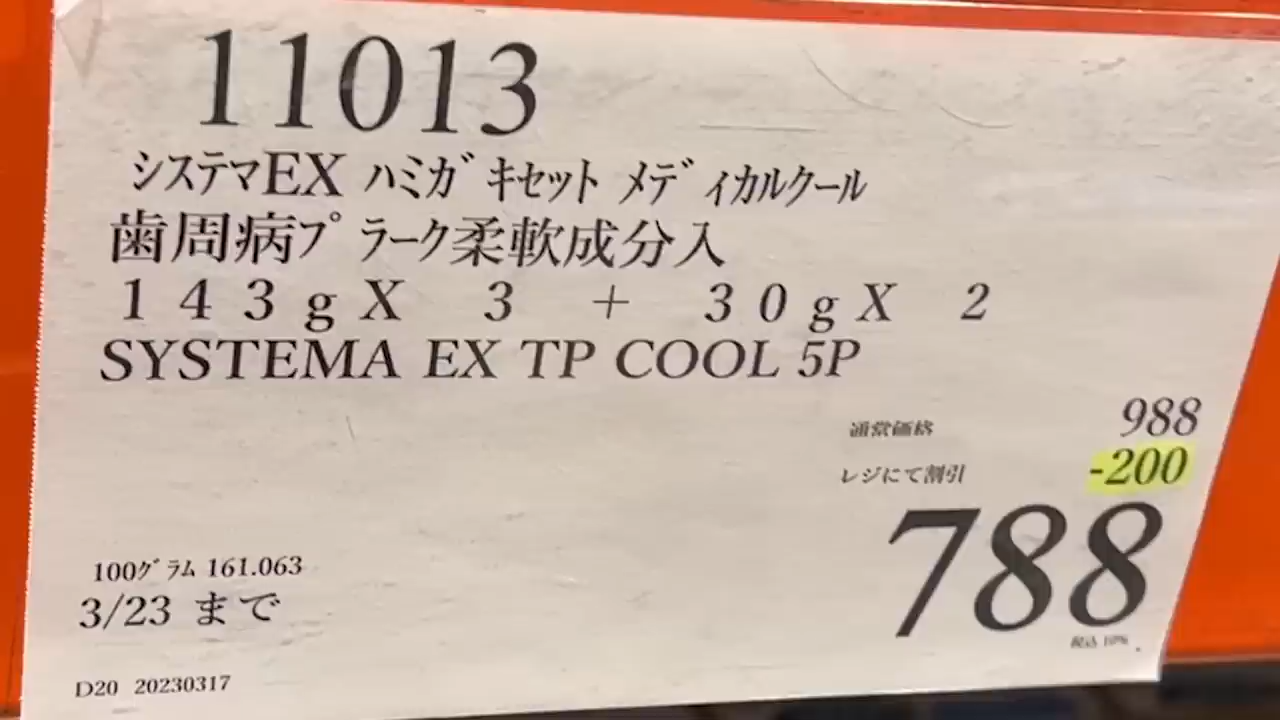 11013
システマEX ハミガキセット メディカルクール
歯周病プラーク柔軟成分入
143gX 3 + 30gX 2
SYSTEMA EX TP COOL 5P
通常価格 988
レジにて割引 -200
788
税込 10%
100グラム 161.063
3/23 まで
D20 20230317